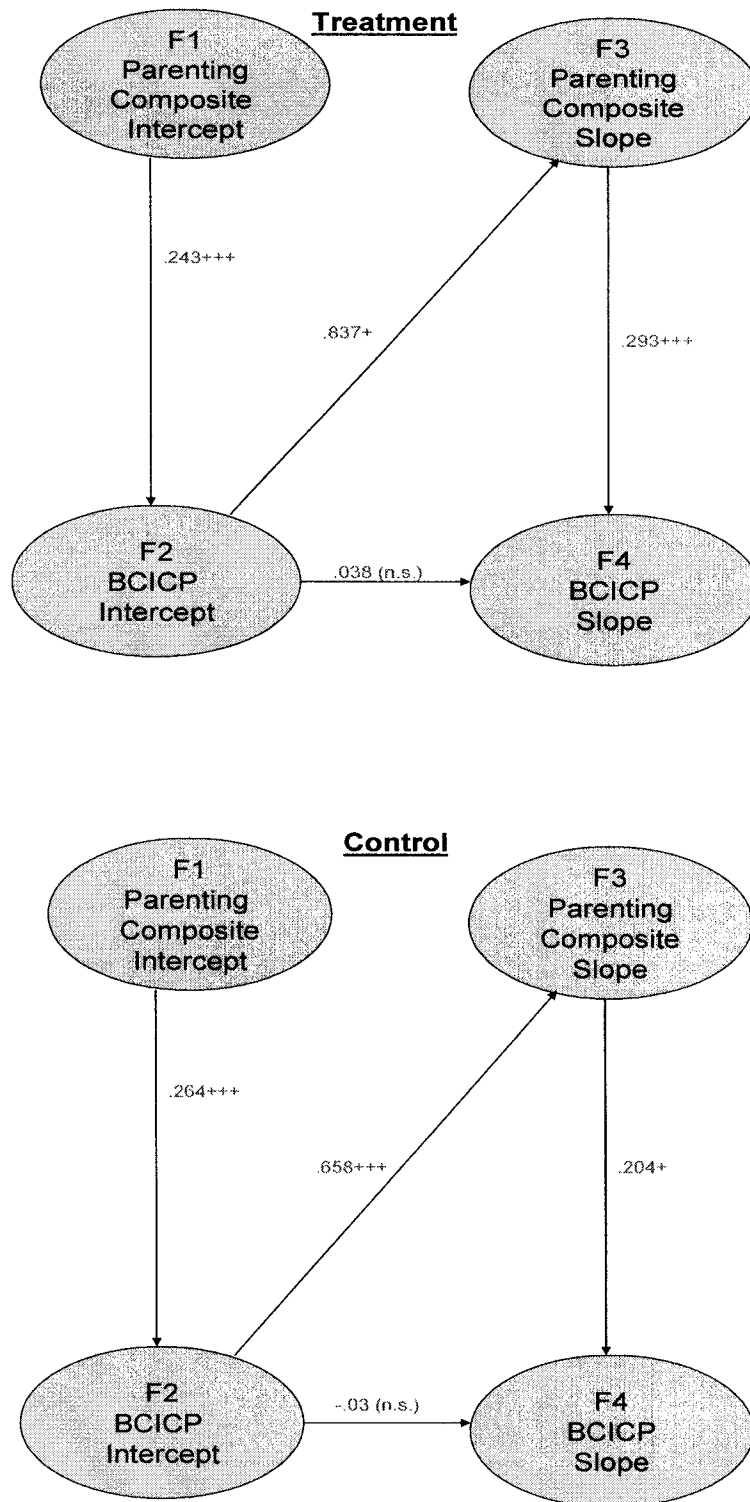 Treatment
F1
Parenting
Composite
Intercept
F3
Parenting
Composite
Slope
.243+++
.837+
.293+++
F2
BCICP
Intercept
.038 (n.s.)
F4
BCICP
Slope
Control
F1
Parenting
Composite
Intercept
F3
Parenting
Composite
Slope
.264+++
.658+++
.204+
F2
BCICP
Intercept
-.03 (n.s.)
F4
BCICP
Slope